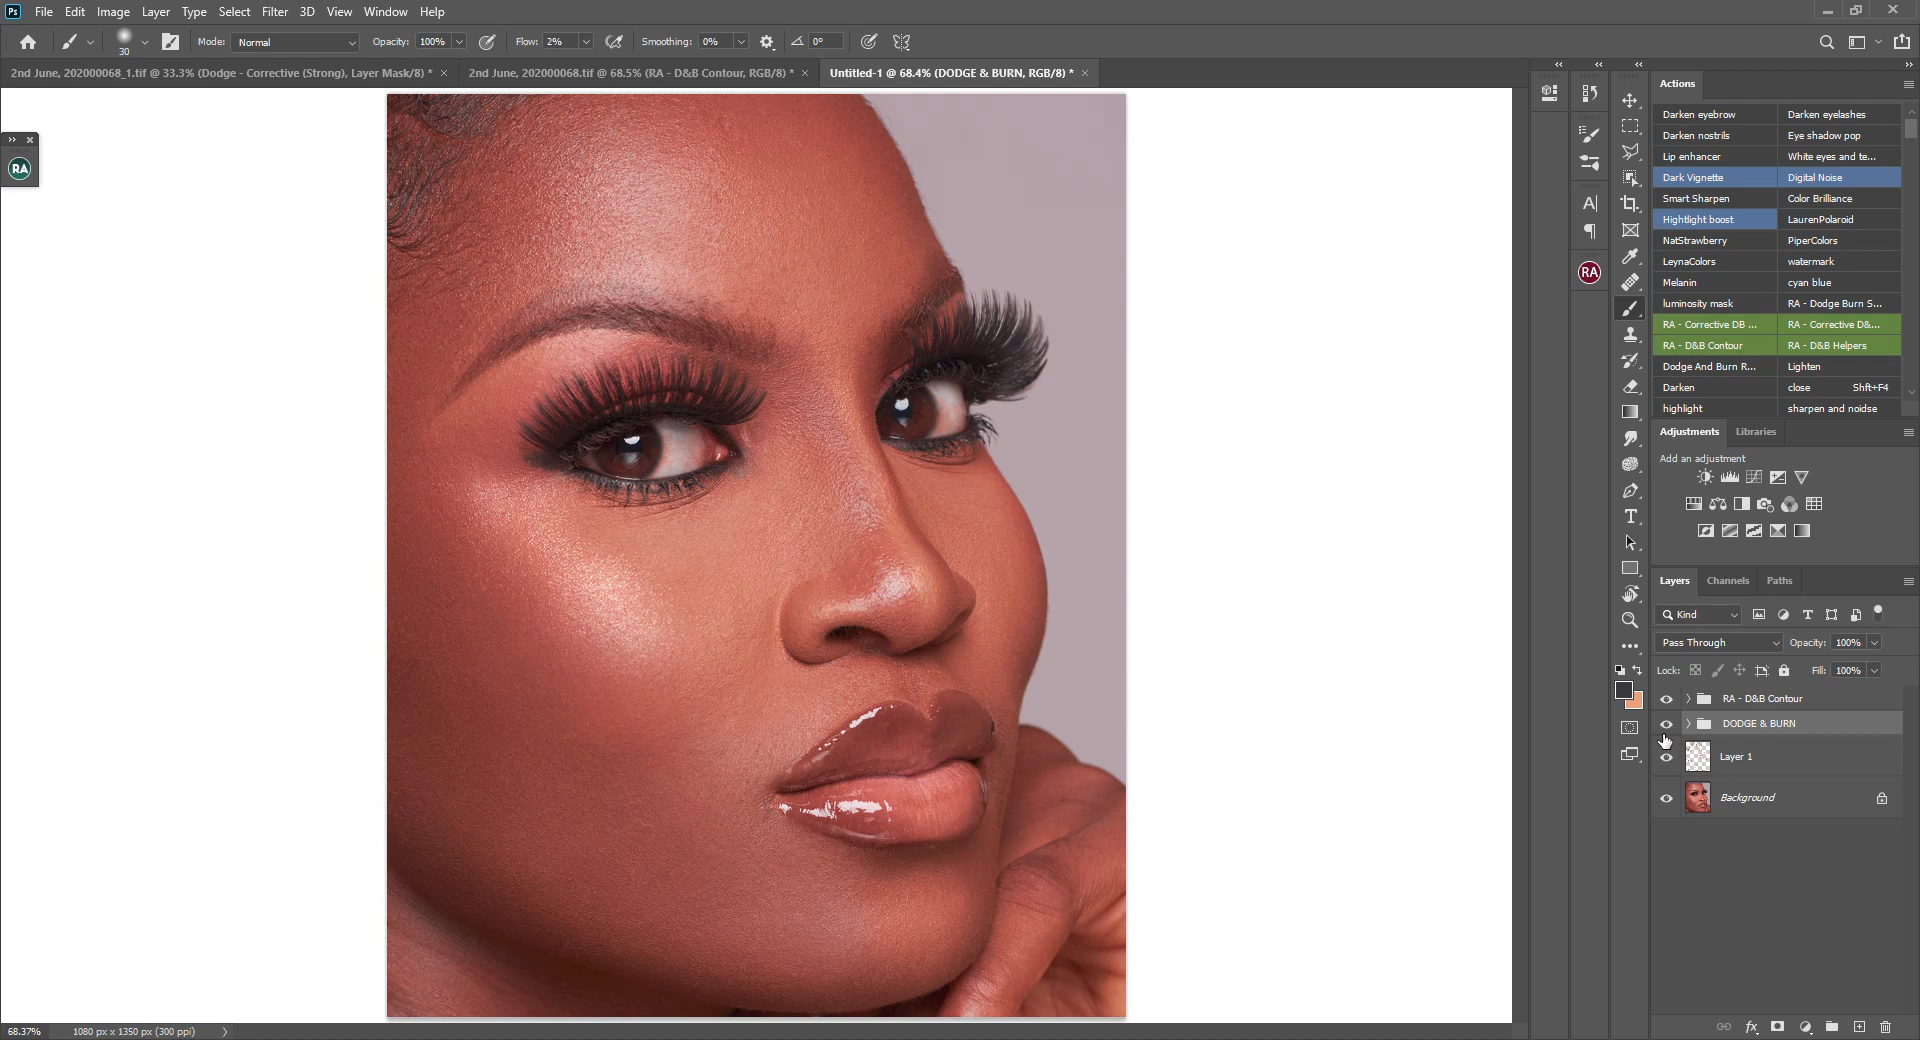 Ps File Edit Image Layer Type Select Filter 3D View Window Help
30 Mode: Normal Opacity: 100% Flow: 2% Smoothing: 0% 0°
2nd June, 202000068_1.tif @ 33.3% (Dodge - Corrective (Strong), Layer Mask/8) * × 2nd June, 202000068.tif @ 68.5% (RA - D&B Contour, RGB/8) * × Untitled-1 @ 68.4% (DODGE & BURN, RGB/8) * ×
RA
A
RA
Actions
Darken eyebrow Darken eyelashes
Darken nostrils Eye shadow pop
Lip enhancer White eyes and te...
Dark Vignette Digital Noise
Smart Sharpen Color Brilliance
Hightlight boost LaurenPolaroid
NatStrawberry PiperColors
LeynaColors watermark
Melanin cyan blue
luminosity mask RA - Dodge Burn S...
RA - Corrective DB ... RA - Corrective D&...
RA - D&B Contour RA - D&B Helpers
Dodge And Burn R... Lighten
Darken close Shft+F4
highlight sharpen and noidse
Adjustments Libraries
Add an adjustment
Layers Channels Paths
Kind
Pass Through Opacity: 100%
Lock: Fill: 100%
RA - D&B Contour
DODGE & BURN
Layer 1
Background
fx
68.37% 1080 px x 1350 px (300 ppi)